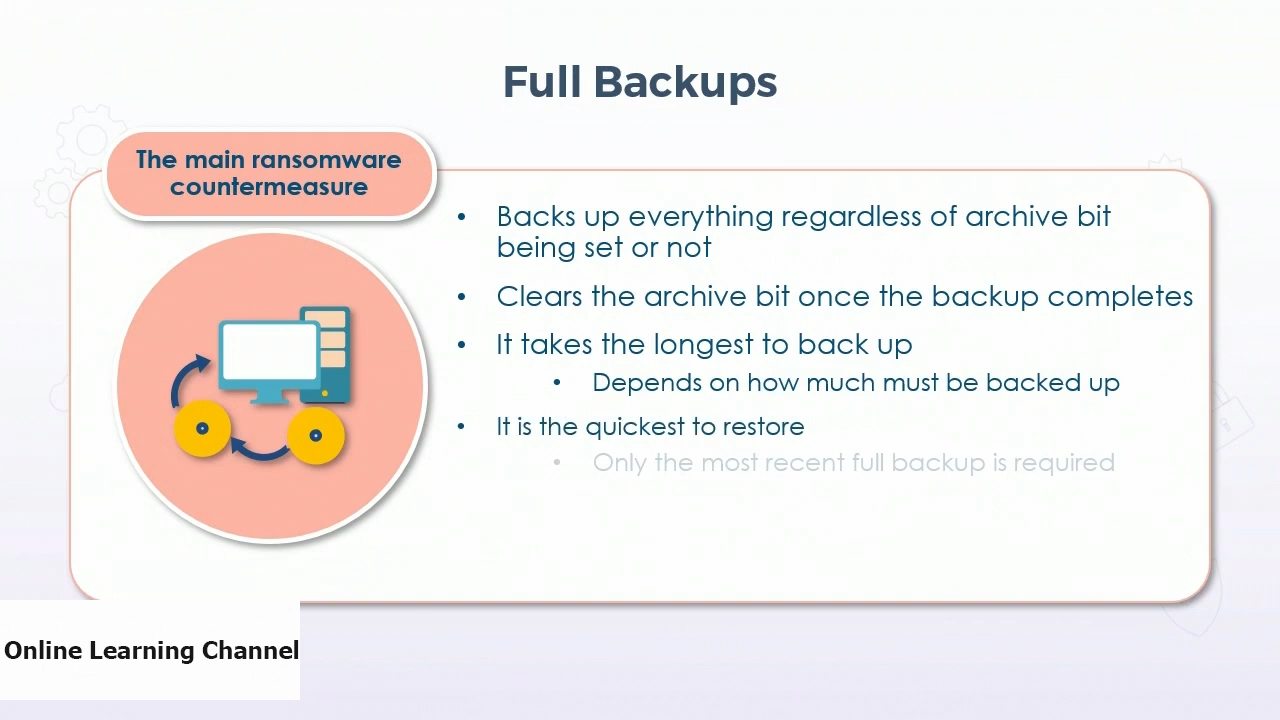 Full Backups
The main ransomware
countermeasure
• Backs up everything regardless of archive bit
being set or not
• Clears the archive bit once the backup completes
• It takes the longest to back up
• Depends on how much must be backed up
• It is the quickest to restore
• Only the most recent full backup is required
Online Learning Channel